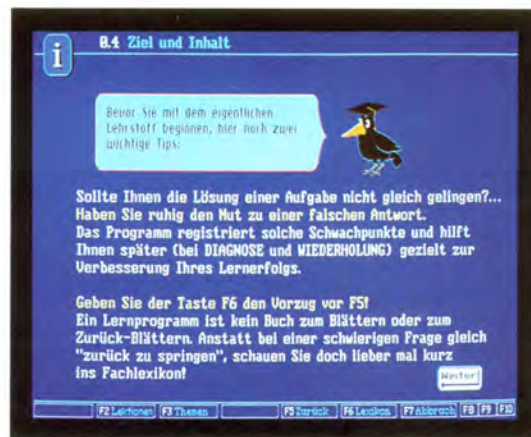 i
0.4 Ziel und Inhalt
Bevor Sie mit dem eigentlichen
Lehrstoff beginnen, hier noch zwei
wichtige Tips:
Sollte Ihnen die Lösung einer Aufgabe nicht gleich gelingen?...
Haben Sie ruhig den Mut zu einer falschen Antwort.
Das Programm registriert solche Schwachpunkte und hilft
Ihnen später (bei DIAGNOSE und WIEDERHOLUNG) gezielt zur
Verbesserung Ihres Lernerfolgs.
Geben Sie der Taste F6 den Vorzug vor F5!
Ein Lernprogramm ist kein Buch zum Blättern oder zum
Zurück-Blättern. Anstatt bei einer schwierigen Frage gleich
"zurück zu springen", schauen Sie doch lieber mal kurz
ins Fachlexikon!
Weiter
F2 Lektionen F3 Themen F5 Zurück F6 Lexikon F7 Abbruch F8 F9 F10